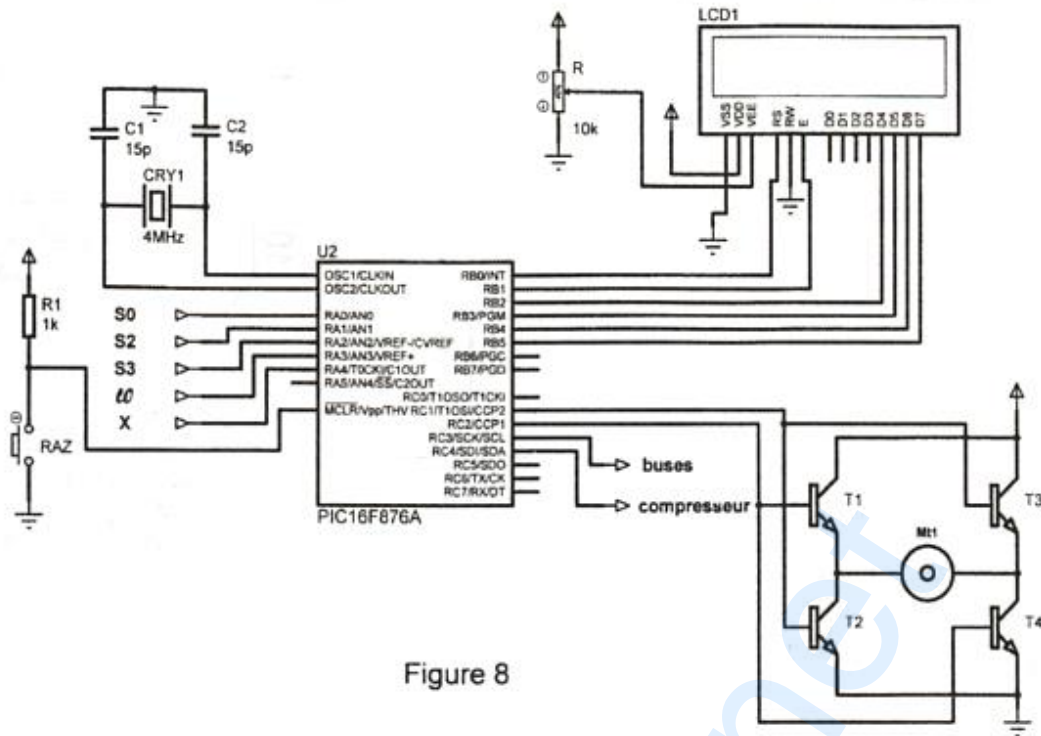 LCD1
R
10k
VSS
VDD
VEE
RS
RW
E
D0
D1
D2
D3
D4
D5
D6
D7
C1
15p
C2
15p
CRY1
4MHz
R1
1k
RAZ
S0
S2
S3
X
U2
OSC1/CLKIN
OSC2/CLKOUT
RA0/AN0
RA1/AN1
RA2/AN2/VREF-/CVREF
RA3/AN3/VREF+
RA4/T0CKI/C1OUT
RA5/AN4/SS/C2OUT
MCLR/Vpp/THV
RB0/INT
RB1
RB2
RB3/PGM
RB4
RB5
RB6/PGC
RB7/PGD
RC0/T1OSO/T1CKI
RC1/T1OSI/CCP2
RC2/CCP1
RC3/SCK/SCL
RC4/SDI/SDA
RC5/SDO
RC6/TX/CK
RC7/RX/DT
PIC16F876A
buses
compresseur
T1
T2
T3
T4
Mt1
Figure 8
net